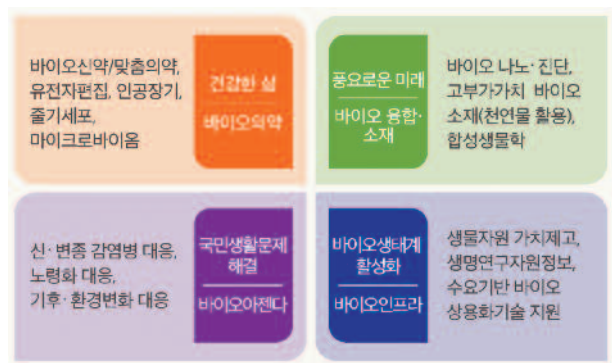 바이오신약/맞춤의약,
유전자편집, 인공장기,
줄기세포,
마이크로바이옴
건강한 삶
바이오의약
풍요로운 미래
바이오 융합·
소재
바이오 나노·진단,
고부가가치 바이오
소재(천연물 활용),
합성생물학
신·변종 감염병 대응,
노령화 대응,
기후·환경변화 대응
국민생활문제
해결
바이오아젠다
바이오생태계
활성화
바이오인프라
생물자원 가치제고,
생명연구자원정보,
수요기반 바이오
상용화기술 지원